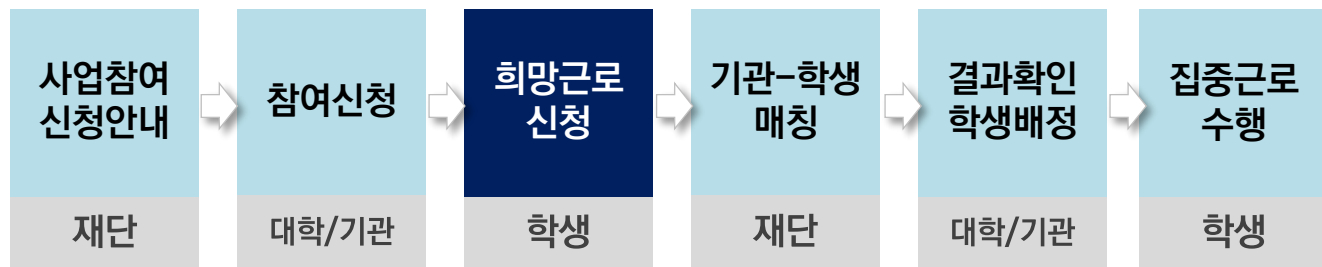 사업참여
신청안내
재단
참여신청
대학/기관
희망근로
신청
학생
기관-학생
매칭
재단
결과확인
학생배정
대학/기관
집중근로
수행
학생